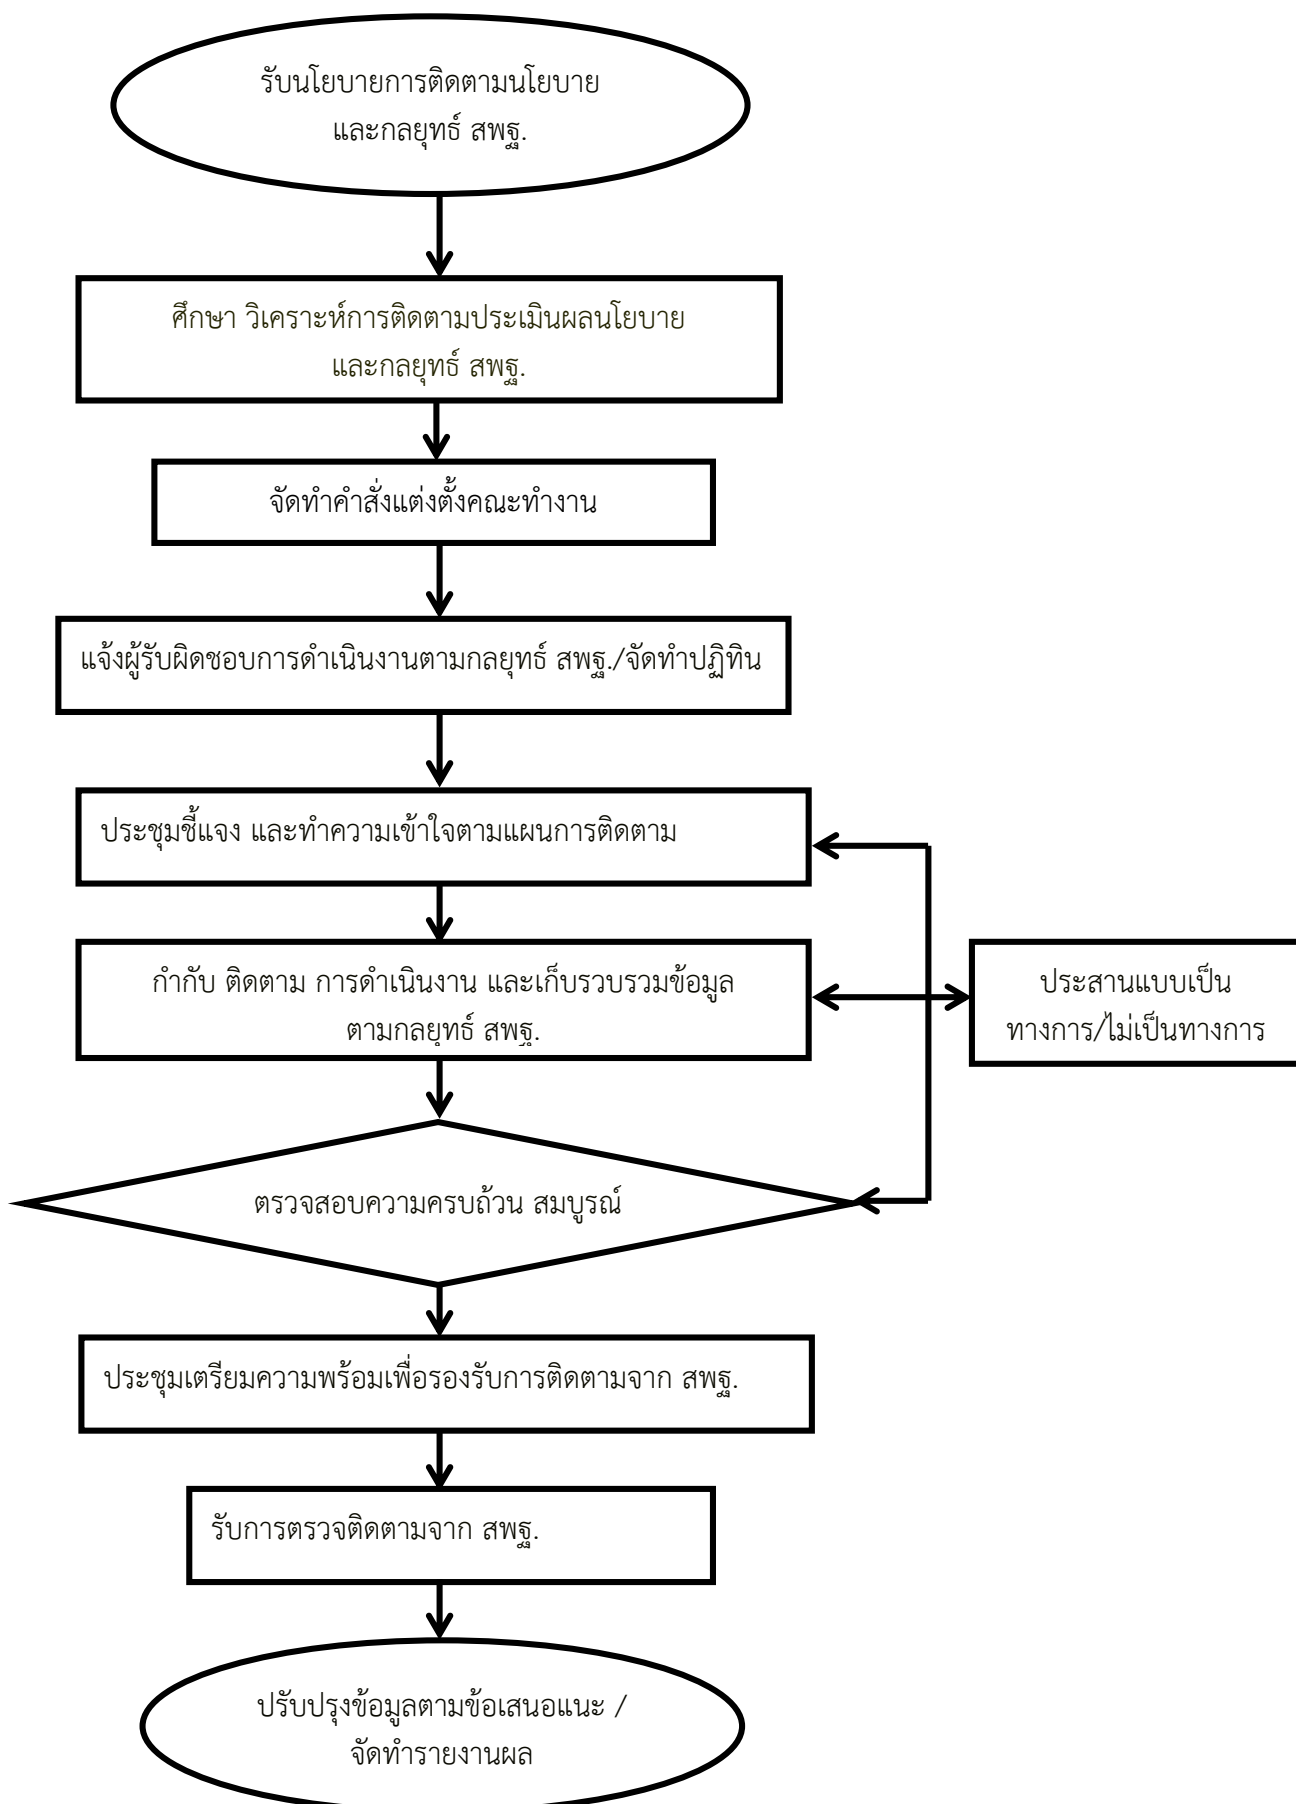 รับนโยบายการติดตามนโยบาย
และกลยุทธ์ สพฐ.
ศึกษา วิเคราะห์การติดตามประเมินผลนโยบาย
และกลยุทธ์ สพฐ.
จัดทำคำสั่งแต่งตั้งคณะทำงาน
แจ้งผู้รับผิดชอบการดำเนินงานตามกลยุทธ์ สพฐ./จัดทำปฏิทิน
ประชุมชี้แจง และทำความเข้าใจตามแผนการติดตาม
กำกับ ติดตาม การดำเนินงาน และเก็บรวบรวมข้อมูล
ตามกลยุทธ์ สพฐ.
ประสานแบบเป็น
ทางการ/ไม่เป็นทางการ
ตรวจสอบความครบถ้วน สมบูรณ์
ประชุมเตรียมความพร้อมเพื่อรองรับการติดตามจาก สพฐ.
รับการตรวจติดตามจาก สพฐ.
ปรับปรุงข้อมูลตามข้อเสนอแนะ /
จัดทำรายงานผล